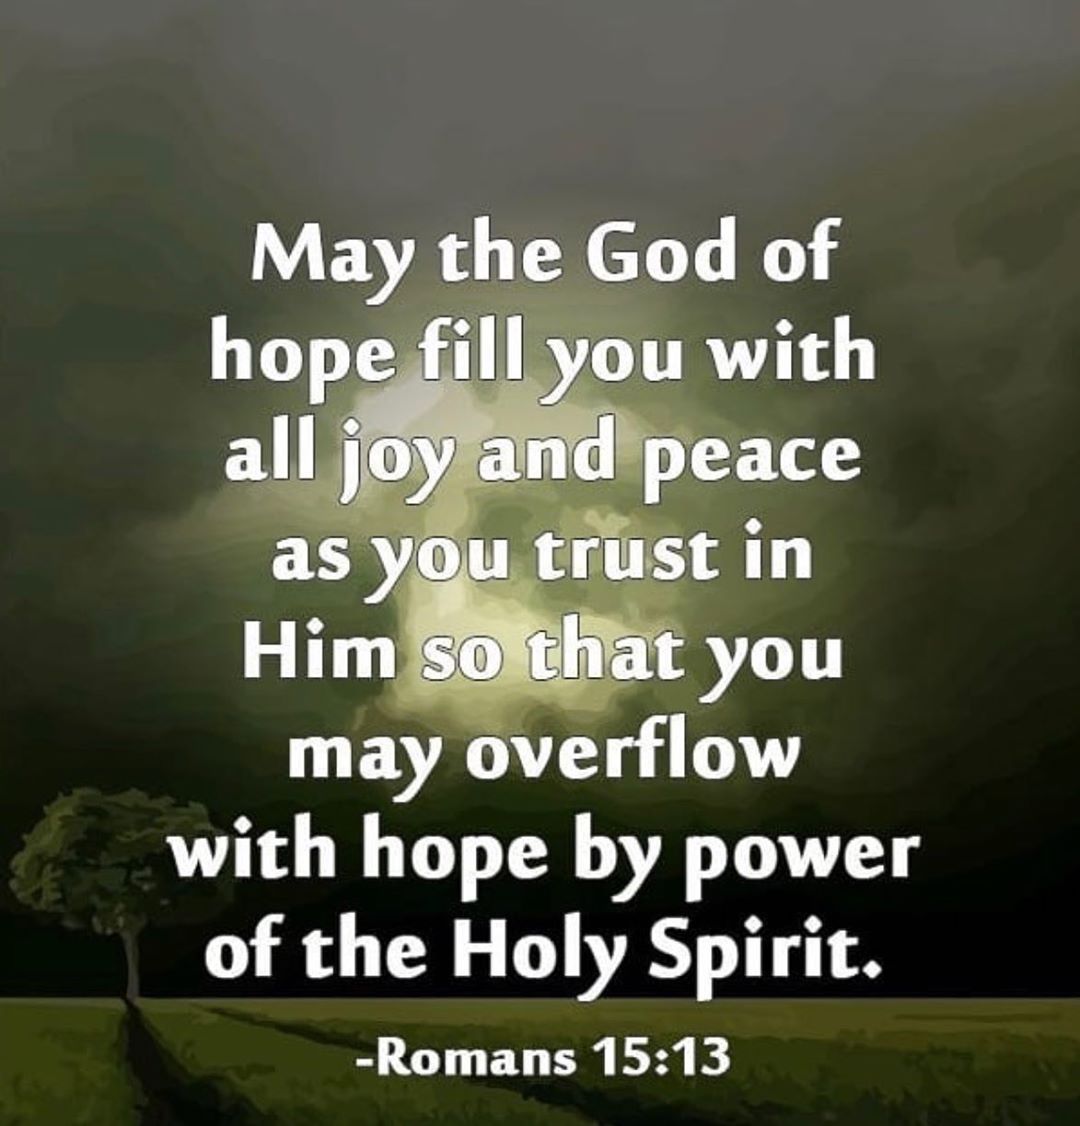 May the God of
hope fill you with
all joy and peace
as you trust in
Him so that you
may overflow
with hope by power
of the Holy Spirit.
-Romans 15:13